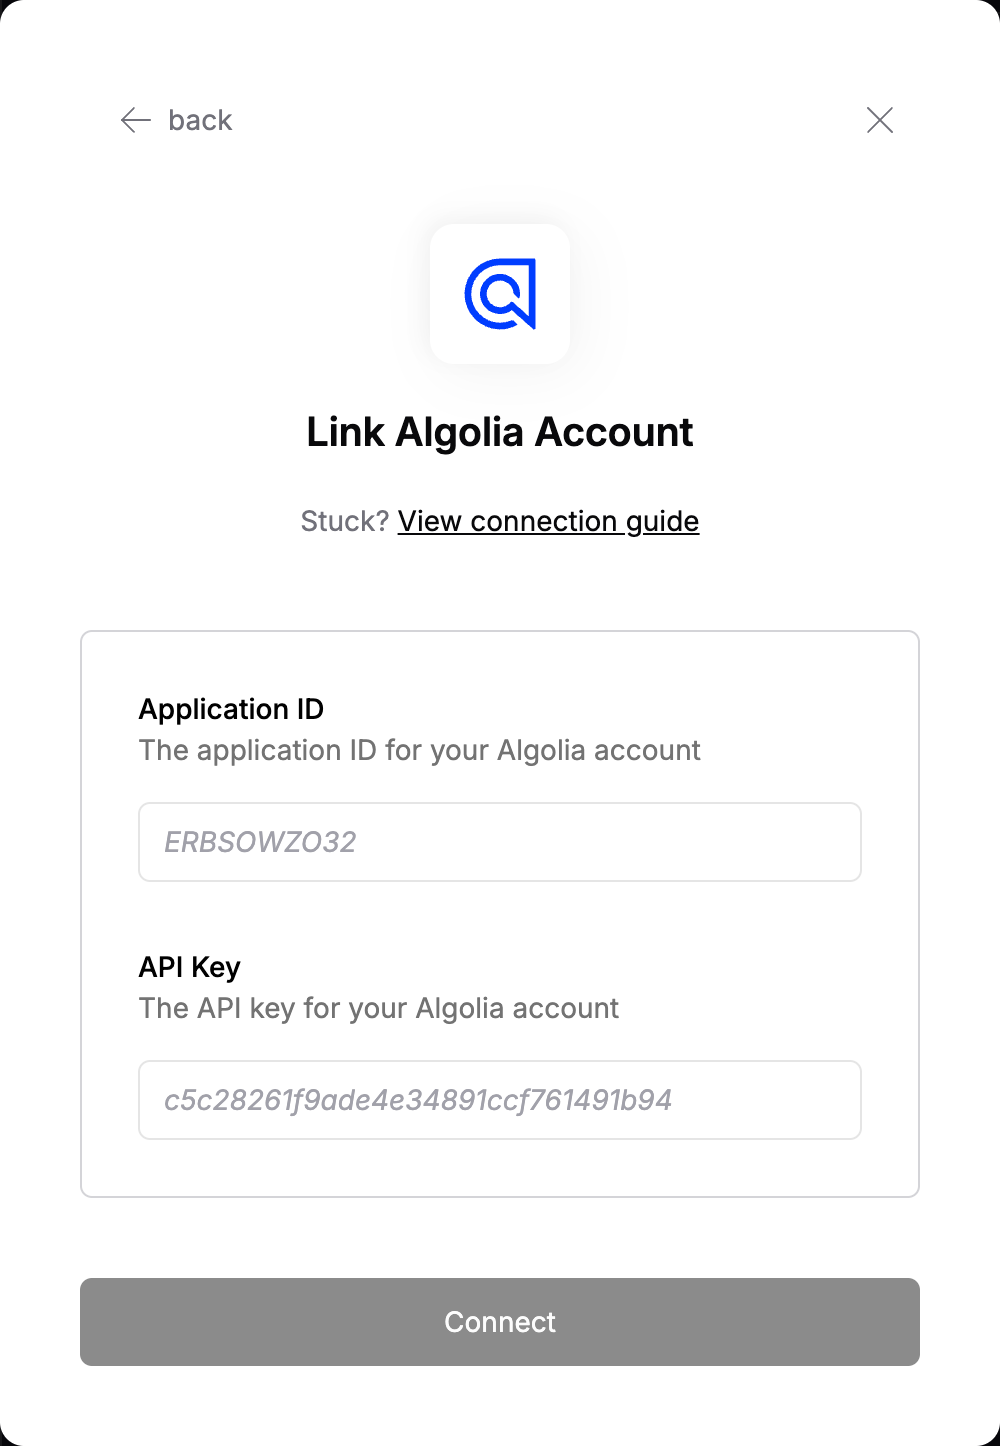 back
Link Algolia Account
Stuck? View connection guide
Application ID
The application ID for your Algolia account
ERBSOWZO32
API Key
The API key for your Algolia account
c5c28261f9ade4e34891ccf761491b94
Connect